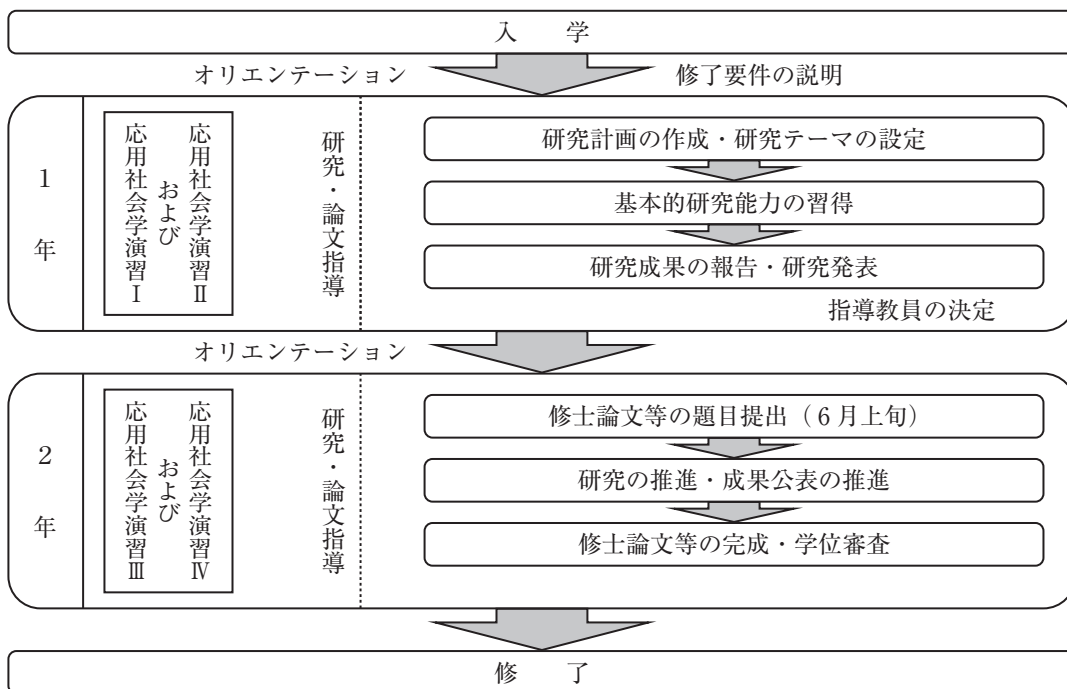 入　学
オリエンテーション
修了要件の説明
1年
応用社会学演習Ⅱ
および
応用社会学演習Ⅰ
研究・論文指導
研究計画の作成・研究テーマの設定
基本的研究能力の習得
研究成果の報告・研究発表
指導教員の決定
オリエンテーション
2年
応用社会学演習Ⅳ
および
応用社会学演習Ⅲ
研究・論文指導
修士論文等の題目提出（6月上旬）
研究の推進・成果公表の推進
修士論文等の完成・学位審査
修　了